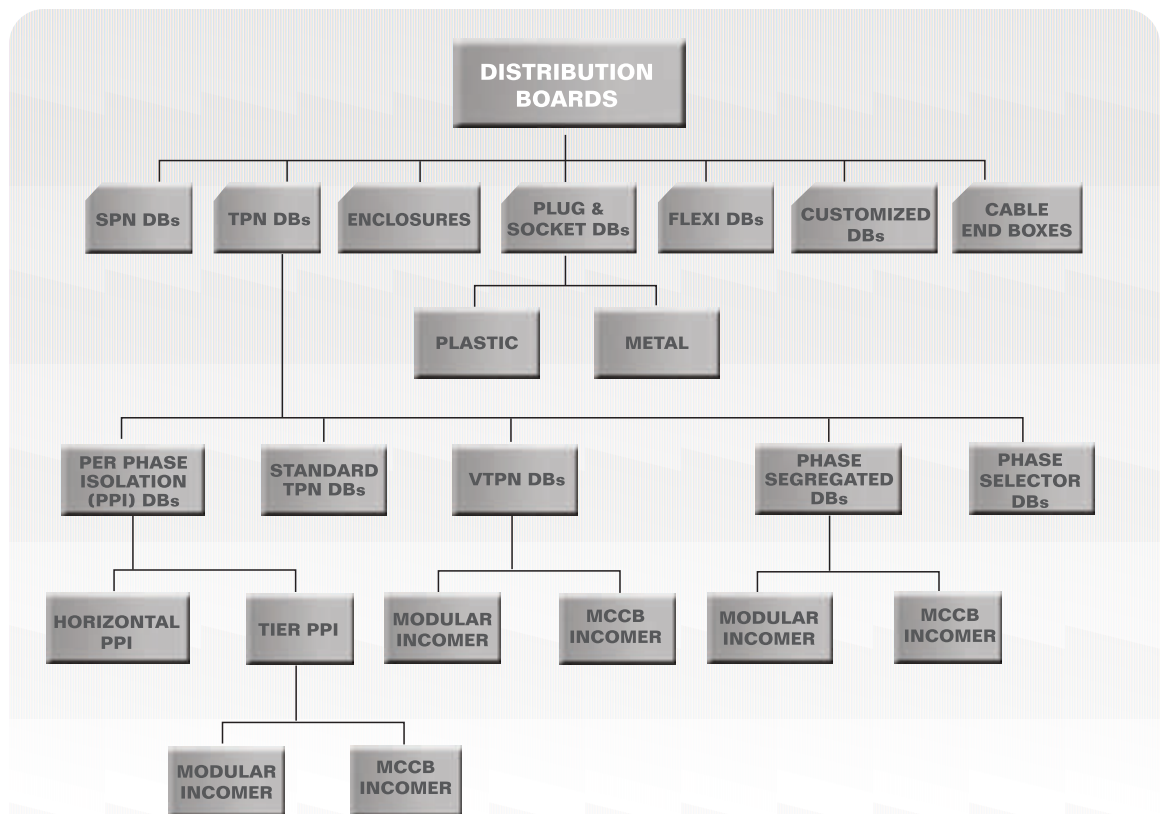 DISTRIBUTION
BOARDS
SPN DBs
TPN DBs
ENCLOSURES
PLUG &
SOCKET DBs
FLEXI DBs
CUSTOMIZED
DBs
CABLE
END BOXES
PLASTIC
METAL
PER PHASE
ISOLATION
(PPI) DBs
STANDARD
TPN DBs
VTPN DBs
PHASE
SEGREGATED
DBs
PHASE
SELECTOR
DBs
HORIZONTAL
PPI
TIER PPI
MODULAR
INCOMER
MCCB
INCOMER
MODULAR
INCOMER
MCCB
INCOMER
MODULAR
INCOMER
MCCB
INCOMER